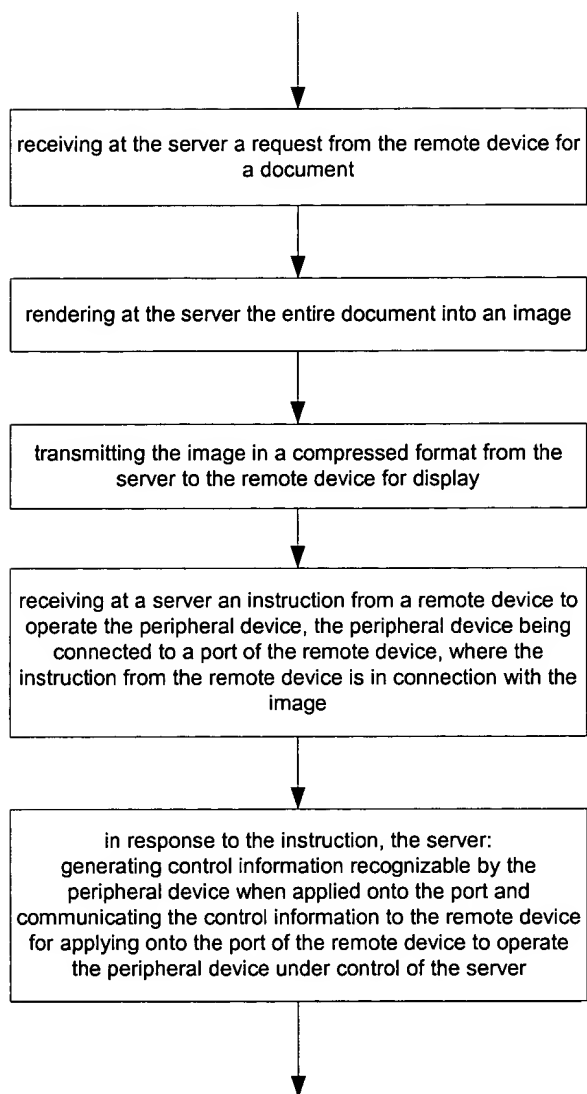 receiving at the server a request from the remote device for
a document
rendering at the server the entire document into an image
transmitting the image in a compressed format from the
server to the remote device for display
receiving at a server an instruction from a remote device to
operate the peripheral device, the peripheral device being
connected to a port of the remote device, where the
instruction from the remote device is in connection with the
image
in response to the instruction, the server:
generating control information recognizable by the
peripheral device when applied onto the port and
communicating the control information to the remote device
for applying onto the port of the remote device to operate
the peripheral device under control of the server